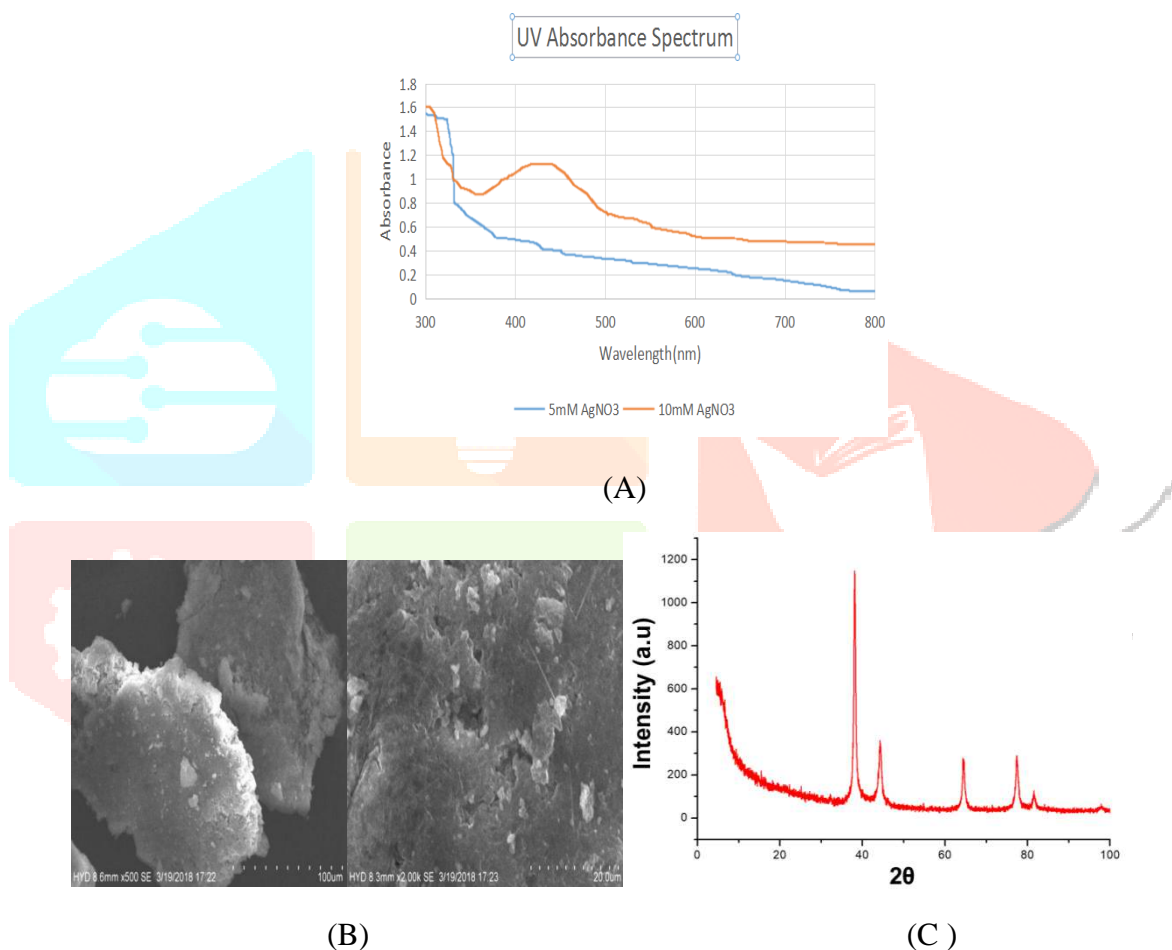 UV Absorbance Spectrum
1.8
1.6
1.4
1.2
1
0.8
0.6
0.4
0.2
0
Absorbance
300 400 500 600 700 800
Wavelength(nm)
5mM AgNO3 10mM AgNO3
(A)
HYD 8.6mm x500 SE 3/19/2018 17:22 100um
HYD 8.3mm x2.00k SE 3/19/2018 17:23 20.0um
(B)
1200
1000
800
600
400
200
0
Intensity (a.u)
0 20 40 60 80 100
2θ
(C )